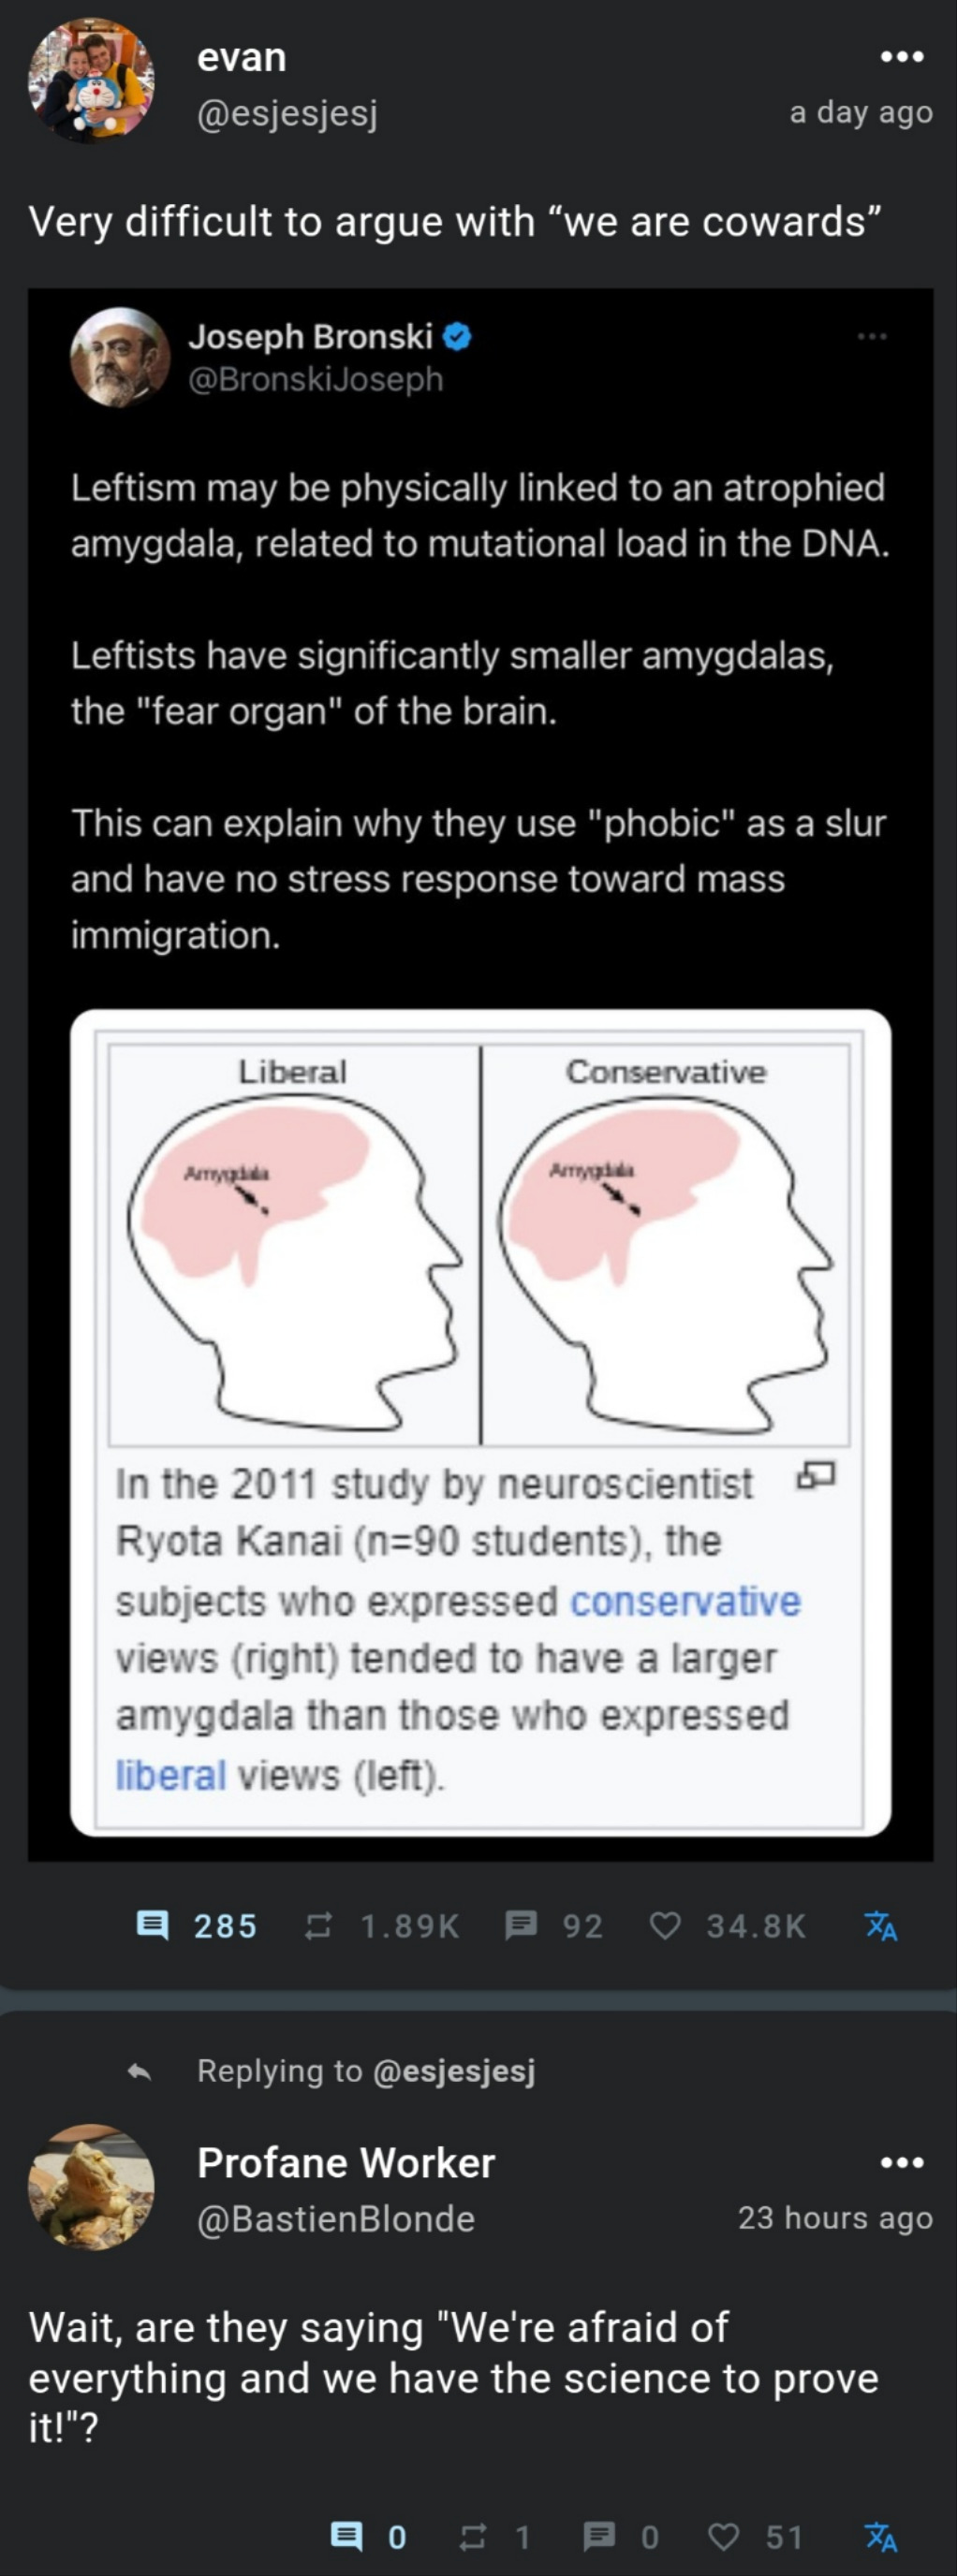 evan
@esjesjesj
a day ago
Very difficult to argue with “we are cowards”
Joseph Bronski
@BronskiJoseph
Leftism may be physically linked to an atrophied
amygdala, related to mutational load in the DNA.
Leftists have significantly smaller amygdalas,
the "fear organ" of the brain.
This can explain why they use "phobic" as a slur
and have no stress response toward mass
immigration.
Liberal
Conservative
Amygdala
Amygdala
In the 2011 study by neuroscientist
Ryota Kanai (n=90 students), the
subjects who expressed conservative
views (right) tended to have a larger
amygdala than those who expressed
liberal views (left).
285 1.89K 92 34.8K
Replying to @esjesjesj
Profane Worker
@BastienBlonde
23 hours ago
Wait, are they saying "We're afraid of
everything and we have the science to prove
it!"?
0 1 0 51